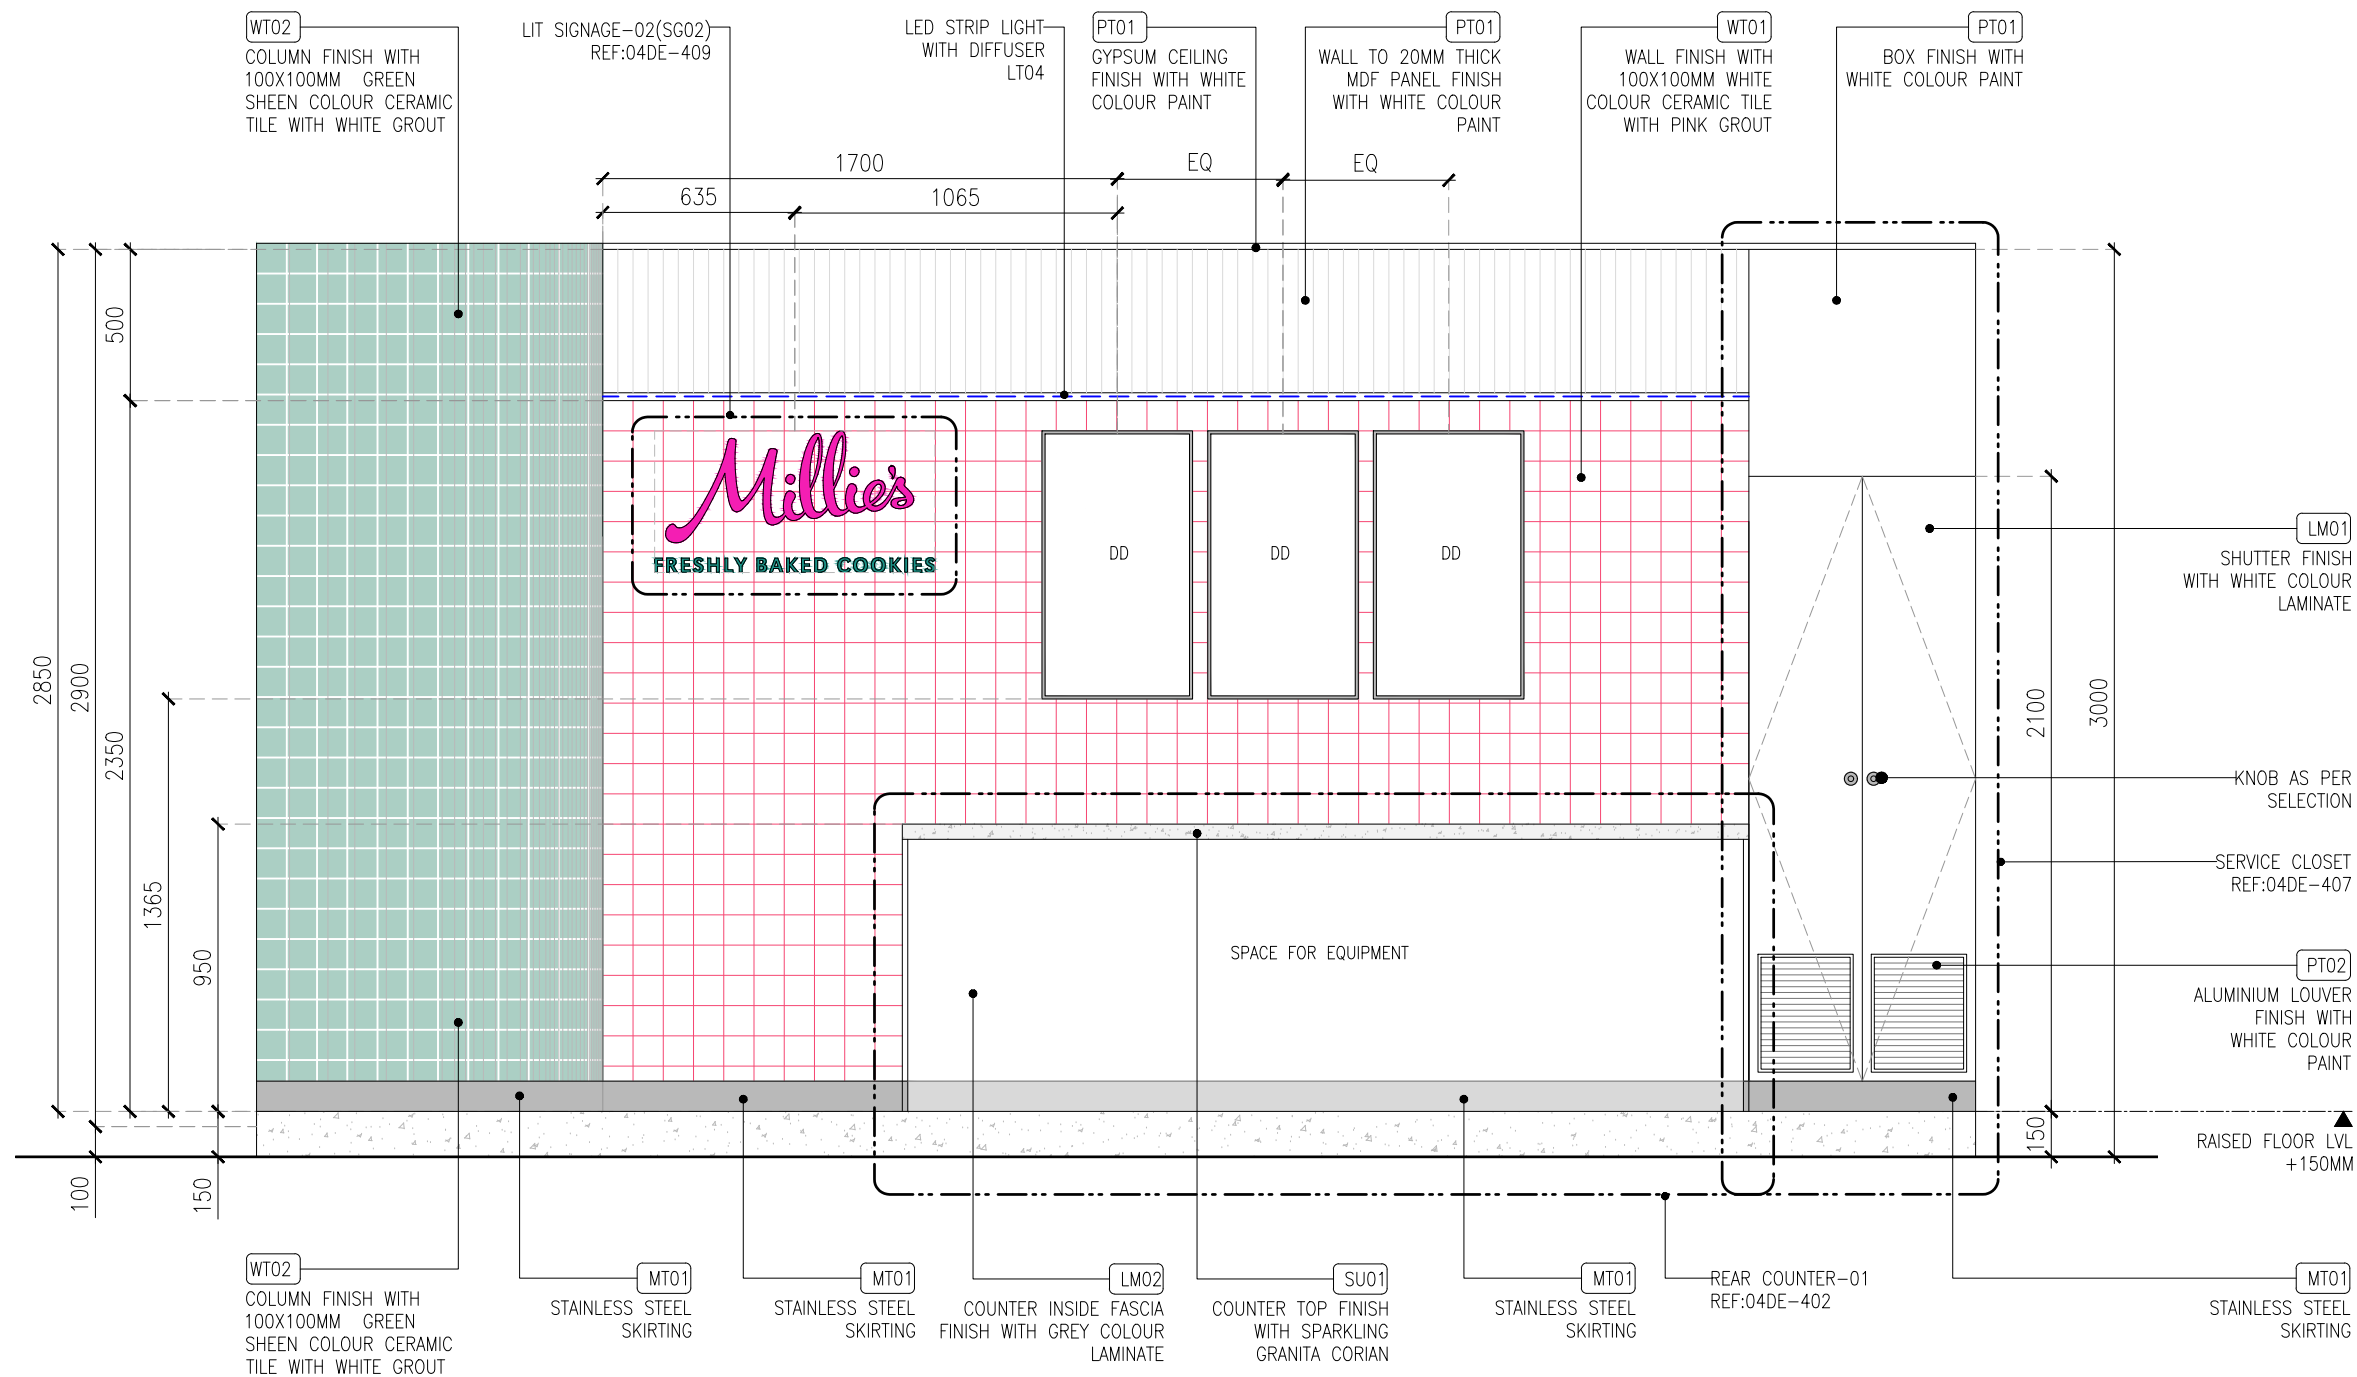 WT02
COLUMN FINISH WITH
100X100MM GREEN
SHEEN COLOUR CERAMIC
TILE WITH WHITE GROUT
LIT SIGNAGE-02(SG02)
REF:04DE-409
LED STRIP LIGHT
WITH DIFFUSER
LT04
PT01
GYPSUM CEILING
FINISH WITH WHITE
COLOUR PAINT
PT01
WALL TO 20MM THICK
MDF PANEL FINISH
WITH WHITE COLOUR
PAINT
WT01
WALL FINISH WITH
100X100MM WHITE
COLOUR CERAMIC TILE
WITH PINK GROUT
PT01
BOX FINISH WITH
WHITE COLOUR PAINT
1700
EQ
EQ
635
1065
500
2850
2900
2350
1365
950
100
150
Millie's
FRESHLY BAKED COOKIES
DD
DD
DD
SPACE FOR EQUIPMENT
2100
3000
150
LM01
SHUTTER FINISH
WITH WHITE COLOUR
LAMINATE
KNOB AS PER
SELECTION
SERVICE CLOSET
REF:04DE-407
PT02
ALUMINIUM LOUVER
FINISH WITH
WHITE COLOUR
PAINT
RAISED FLOOR LVL
+150MM
WT02
COLUMN FINISH WITH
100X100MM GREEN
SHEEN COLOUR CERAMIC
TILE WITH WHITE GROUT
MT01
STAINLESS STEEL
SKIRTING
MT01
STAINLESS STEEL
SKIRTING
LM02
COUNTER INSIDE FASCIA
FINISH WITH GREY COLOUR
LAMINATE
SU01
COUNTER TOP FINISH
WITH SPARKLING
GRANITA CORIAN
MT01
STAINLESS STEEL
SKIRTING
REAR COUNTER-01
REF:04DE-402
MT01
STAINLESS STEEL
SKIRTING